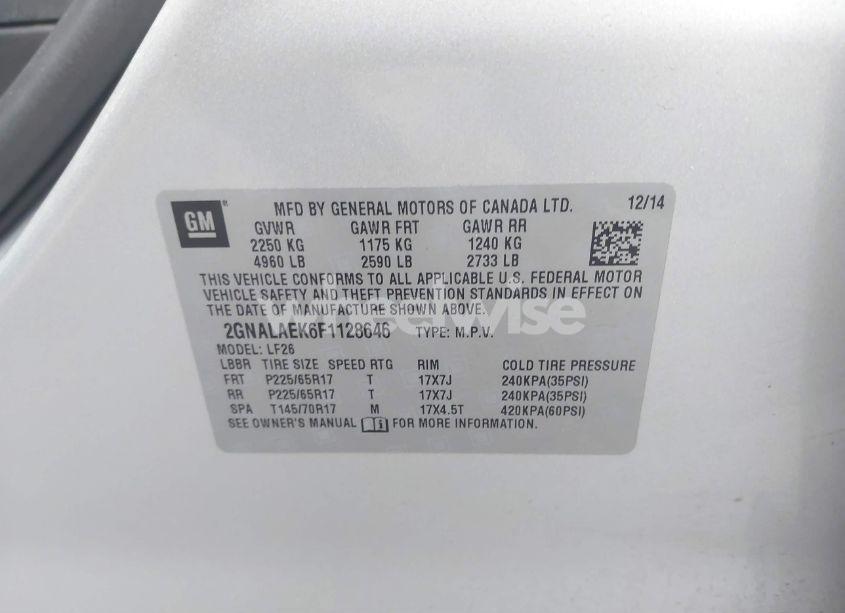 GM ® MFD BY GENERAL MOTORS OF CANADA LTD. 12/14
GVWR GAWR FRT GAWR RR
2250 KG 1175 KG 1240 KG
4960 LB 2590 LB 2733 LB
THIS VEHICLE CONFORMS TO ALL APPLICABLE U.S. FEDERAL MOTOR
VEHICLE SAFETY AND THEFT PREVENTION STANDARDS IN EFFECT ON
THE DATE OF MANUFACTURE SHOWN ABOVE.
wheelwise
2GNALAEK6F1128646 TYPE: M.P.V.
MODEL: LF26
LBBR TIRE SIZE SPEED RTG RIM COLD TIRE PRESSURE
FRT P225/65R17 T 17X7J 240KPA(35PSI)
RR P225/65R17 T 17X7J 240KPA(35PSI)
SPA T145/70R17 M 17X4.5T 420KPA(60PSI)
SEE OWNER'S MANUAL FOR MORE INFORMATION.